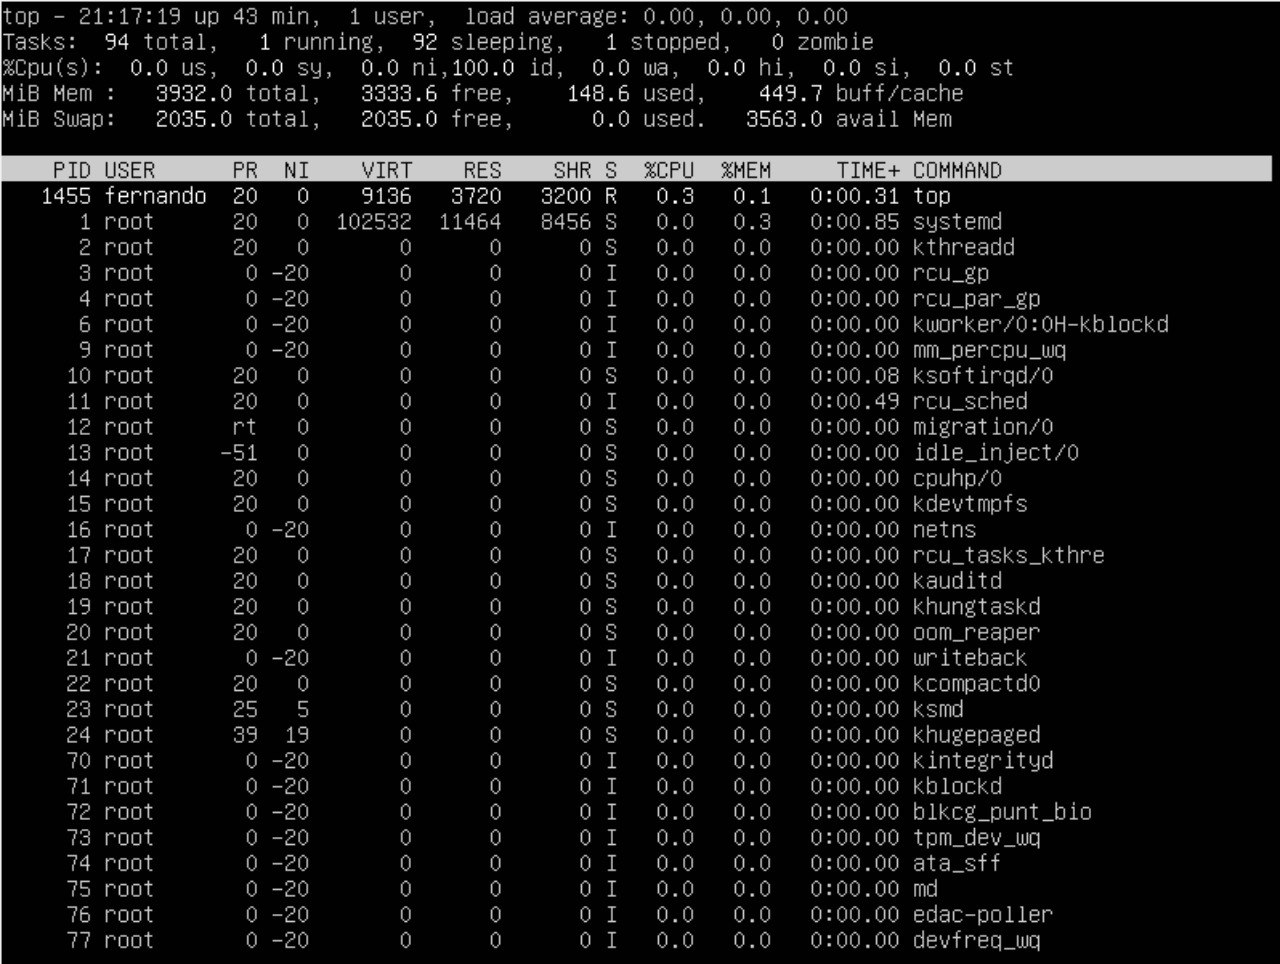 top - 21:17:19 up 43 min,  1 user,  load average: 0.00, 0.00, 0.00
Tasks:  94 total,   1 running,  92 sleeping,   1 stopped,   0 zombie
%Cpu(s):  0.0 us,  0.0 sy,  0.0 ni,100.0 id,  0.0 wa,  0.0 hi,  0.0 si,  0.0 st
MiB Mem :   3932.0 total,   3333.6 free,    148.6 used,    449.7 buff/cache
MiB Swap:   2035.0 total,   2035.0 free,      0.0 used.   3563.0 avail Mem
PID USER      PR  NI    VIRT    RES    SHR S  %CPU  %MEM     TIME+ COMMAND
1455 fernando  20   0    9136   3720   3200 R   0.3   0.1   0:00.31 top
1 root      20   0  102532  11464   8456 S   0.0   0.3   0:00.85 systemd
2 root      20   0       0      0      0 S   0.0   0.0   0:00.00 kthreadd
3 root       0 -20       0      0      0 I   0.0   0.0   0:00.00 rcu_gp
4 root       0 -20       0      0      0 I   0.0   0.0   0:00.00 rcu_par_gp
6 root       0 -20       0      0      0 I   0.0   0.0   0:00.00 kworker/0:0H-kblockd
9 root       0 -20       0      0      0 I   0.0   0.0   0:00.00 mm_percpu_wq
10 root      20   0       0      0      0 S   0.0   0.0   0:00.08 ksoftirqd/0
11 root      20   0       0      0      0 I   0.0   0.0   0:00.49 rcu_sched
12 root      rt   0       0      0      0 S   0.0   0.0   0:00.00 migration/0
13 root     -51   0       0      0      0 S   0.0   0.0   0:00.00 idle_inject/0
14 root      20   0       0      0      0 S   0.0   0.0   0:00.00 cpuhp/0
15 root      20   0       0      0      0 S   0.0   0.0   0:00.00 kdevtmpfs
16 root       0 -20       0      0      0 I   0.0   0.0   0:00.00 netns
17 root      20   0       0      0      0 S   0.0   0.0   0:00.00 rcu_tasks_kthre
18 root      20   0       0      0      0 S   0.0   0.0   0:00.00 kauditd
19 root      20   0       0      0      0 S   0.0   0.0   0:00.00 khungtaskd
20 root      20   0       0      0      0 S   0.0   0.0   0:00.00 oom_reaper
21 root       0 -20       0      0      0 I   0.0   0.0   0:00.00 writeback
22 root      20   0       0      0      0 S   0.0   0.0   0:00.00 kcompactd0
23 root      25   5       0      0      0 S   0.0   0.0   0:00.00 ksmd
24 root      39  19       0      0      0 S   0.0   0.0   0:00.00 khugepaged
70 root       0 -20       0      0      0 I   0.0   0.0   0:00.00 kintegrityd
71 root       0 -20       0      0      0 I   0.0   0.0   0:00.00 kblockd
72 root       0 -20       0      0      0 I   0.0   0.0   0:00.00 blkcg_punt_bio
73 root       0 -20       0      0      0 I   0.0   0.0   0:00.00 tpm_dev_wq
74 root       0 -20       0      0      0 I   0.0   0.0   0:00.00 ata_sff
75 root       0 -20       0      0      0 I   0.0   0.0   0:00.00 md
76 root       0 -20       0      0      0 I   0.0   0.0   0:00.00 edac-poller
77 root       0 -20       0      0      0 I   0.0   0.0   0:00.00 devfreq_wq